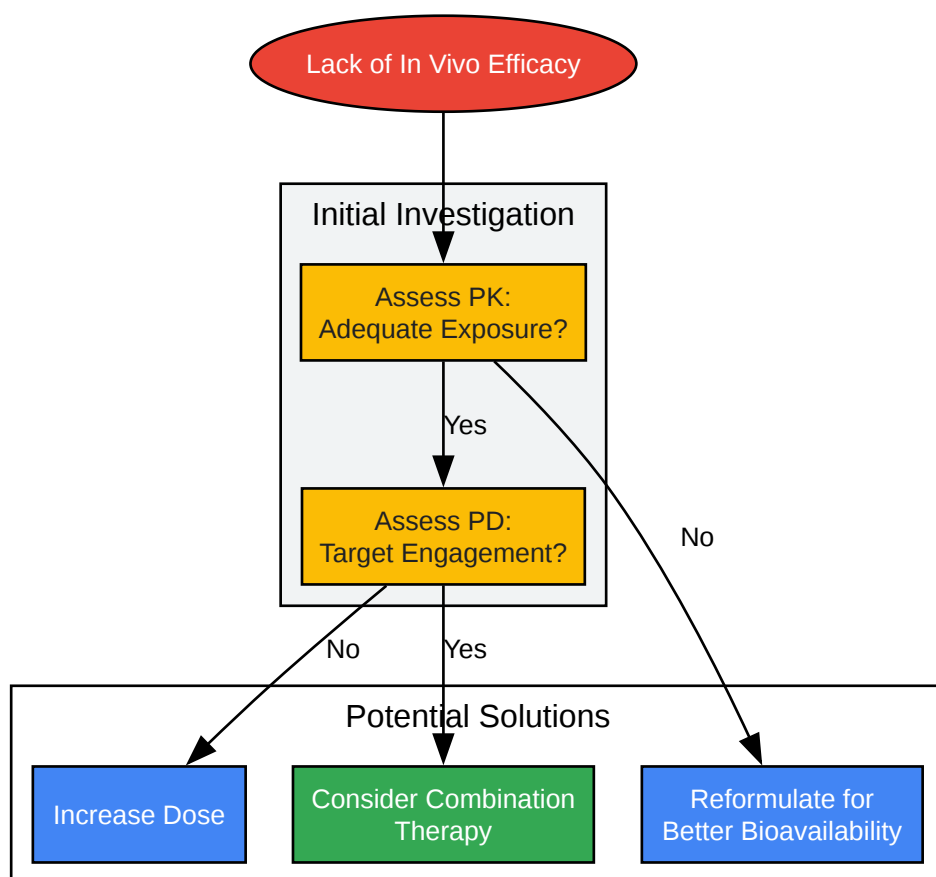 Lack of In Vivo Efficacy
Initial Investigation
Assess PK:
Adequate Exposure?
Yes
Assess PD:
Target Engagement?
No
No
Yes
Potential Solutions
Increase Dose
Consider Combination
Therapy
Reformulate for
Better Bioavailability